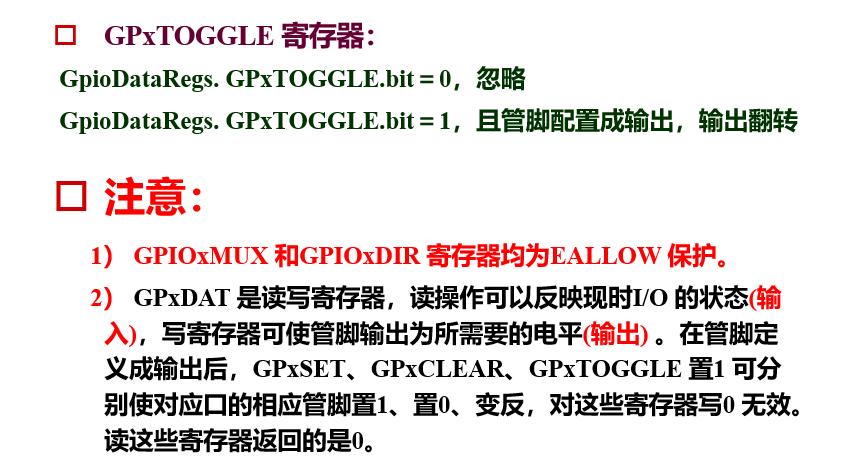 GPxTOGGLE 寄存器：
GpioDataRegs. GPxTOGGLE.bit＝0，忽略
GpioDataRegs. GPxTOGGLE.bit＝1，且管脚配置成输出，输出翻转
注意：
1） GPIOxMUX 和GPIOxDIR 寄存器均为EALLOW 保护。
2） GPxDAT 是读写寄存器，读操作可以反映现时I/O 的状态(输
入)，写寄存器可使管脚输出为所需要的电平(输出) 。在管脚定
义成输出后，GPxSET、GPxCLEAR、GPxTOGGLE 置1 可分
别使对应口的相应管脚置1、置0、变反，对这些寄存器写0 无效。
读这些寄存器返回的是0。